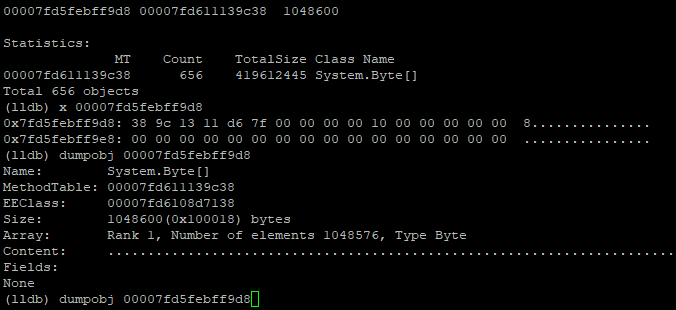 00007fd5febff9d8 00007fd611139c38  1048600
Statistics:
              MT    Count    TotalSize Class Name
00007fd611139c38      656    419612445 System.Byte[]
Total 656 objects
(lldb) x 00007fd5febff9d8
0x7fd5febff9d8: 38 9c 13 11 d6 7f 00 00 00 00 10 00 00 00 00 00  8...............
0x7fd5febff9e8: 00 00 00 00 00 00 00 00 00 00 00 00 00 00 00 00  ................
(lldb) dumpobj 00007fd5febff9d8
Name:        System.Byte[]
MethodTable: 00007fd611139c38
EEClass:     00007fd6108d7138
Size:        1048600(0x100018) bytes
Array:       Rank 1, Number of elements 1048576, Type Byte
Content:     ........................................................................
Fields:
None
(lldb) dumpobj 00007fd5febff9d8